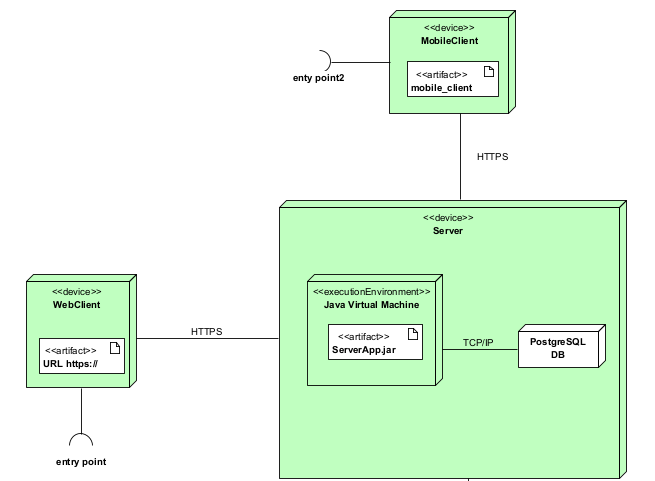 <<device>>
MobileClient
<<artifact>>
mobile_client
enty point2
HTTPS
<<device>>
Server
<<device>>
WebClient
<<artifact>>
URL https://
HTTPS
<<executionEnvironment>>
Java Virtual Machine
<<artifact>>
ServerApp.jar
TCP/IP
PostgreSQL
DB
entry point